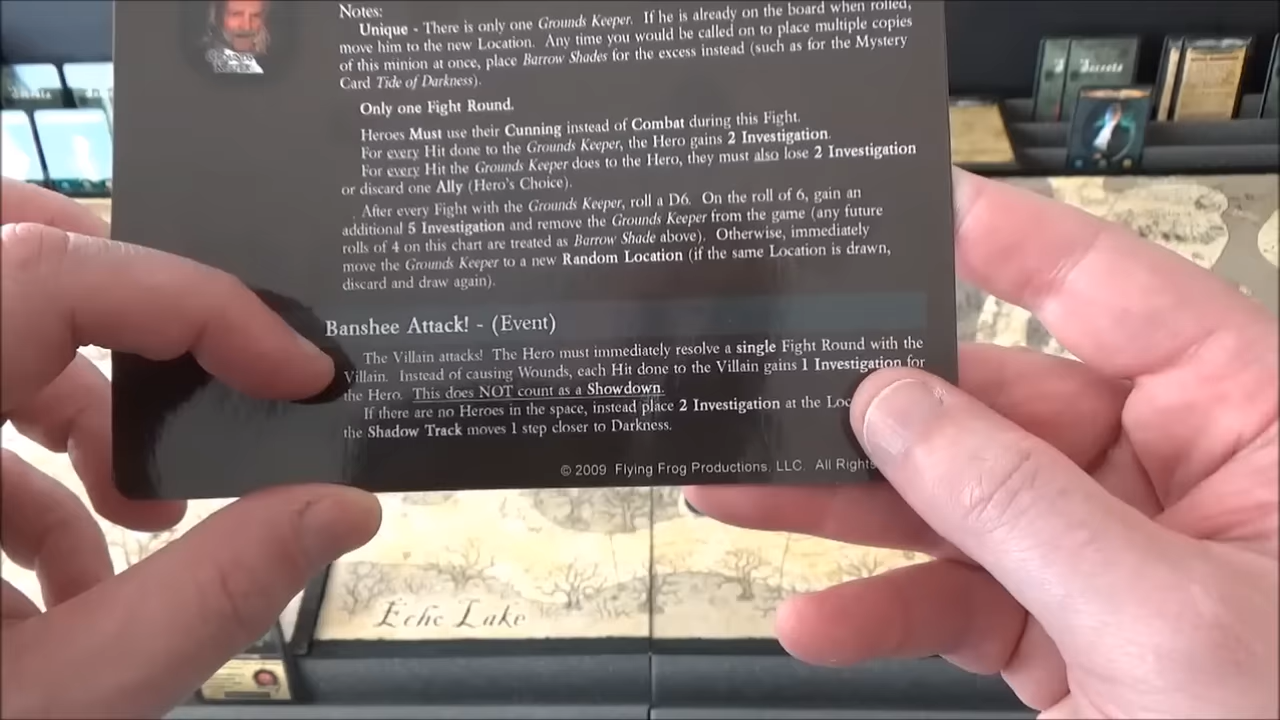 Notes:
Unique - There is only one Grounds Keeper. If he is already on the board when rolled,
move him to the new Location. Any time you would be called on to place multiple copies
of this minion at once, place Barrow Shades for the excess instead (such as for the Mystery
Card Tide of Darkness).
Only one Fight Round.
Heroes Must use their Cunning instead of Combat during this Fight.
For every Hit done to the Grounds Keeper, the Hero gains 2 Investigation.
For every Hit the Grounds Keeper does to the Hero, they must also lose 2 Investigation
or discard one Ally (Hero's Choice).
After every Fight with the Grounds Keeper, roll a D6. On the roll of 6, gain an
additional 5 Investigation and remove the Grounds Keeper from the game (any future
rolls of 4 on this chart are treated as Barrow Shade above). Otherwise, immediately
move the Grounds Keeper to a new Random Location (if the same Location is drawn,
discard and draw again).
Banshee Attack! - (Event)
The Villain attacks! The Hero must immediately resolve a single Fight Round with the
Villain. Instead of causing Wounds, each Hit done to the Villain gains 1 Investigation for
the Hero. This does NOT count as a Showdown.
If there are no Heroes in the space, instead place 2 Investigation at the Loc
the Shadow Track moves 1 step closer to Darkness.
© 2009 Flying Frog Productions, LLC. All Rights
Echo Lake